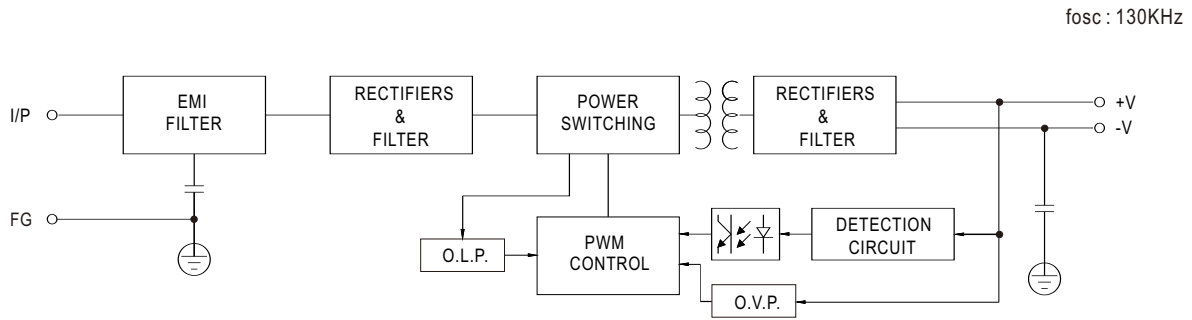 fosc : 130KHz
I/P
EMI
FILTER
RECTIFIERS
&
FILTER
POWER
SWITCHING
RECTIFIERS
&
FILTER
+V
-V
FG
O.L.P.
PWM
CONTROL
DETECTION
CIRCUIT
O.V.P.